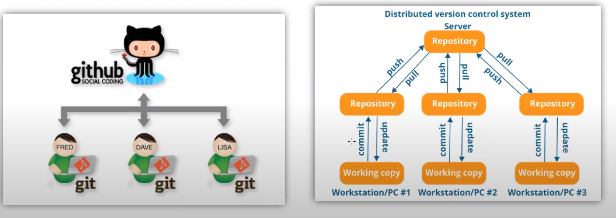 github
SOCIAL CODING
FRED
DAVE
LISA
git
git
git
Distributed version control system
Server
Repository
push
pull
push
pull
pull
push
Repository
Repository
Repository
commit
update
commit
update
commit
update
Working copy
Working copy
Working copy
Workstation/PC #1
Workstation/PC #2
Workstation/PC #3